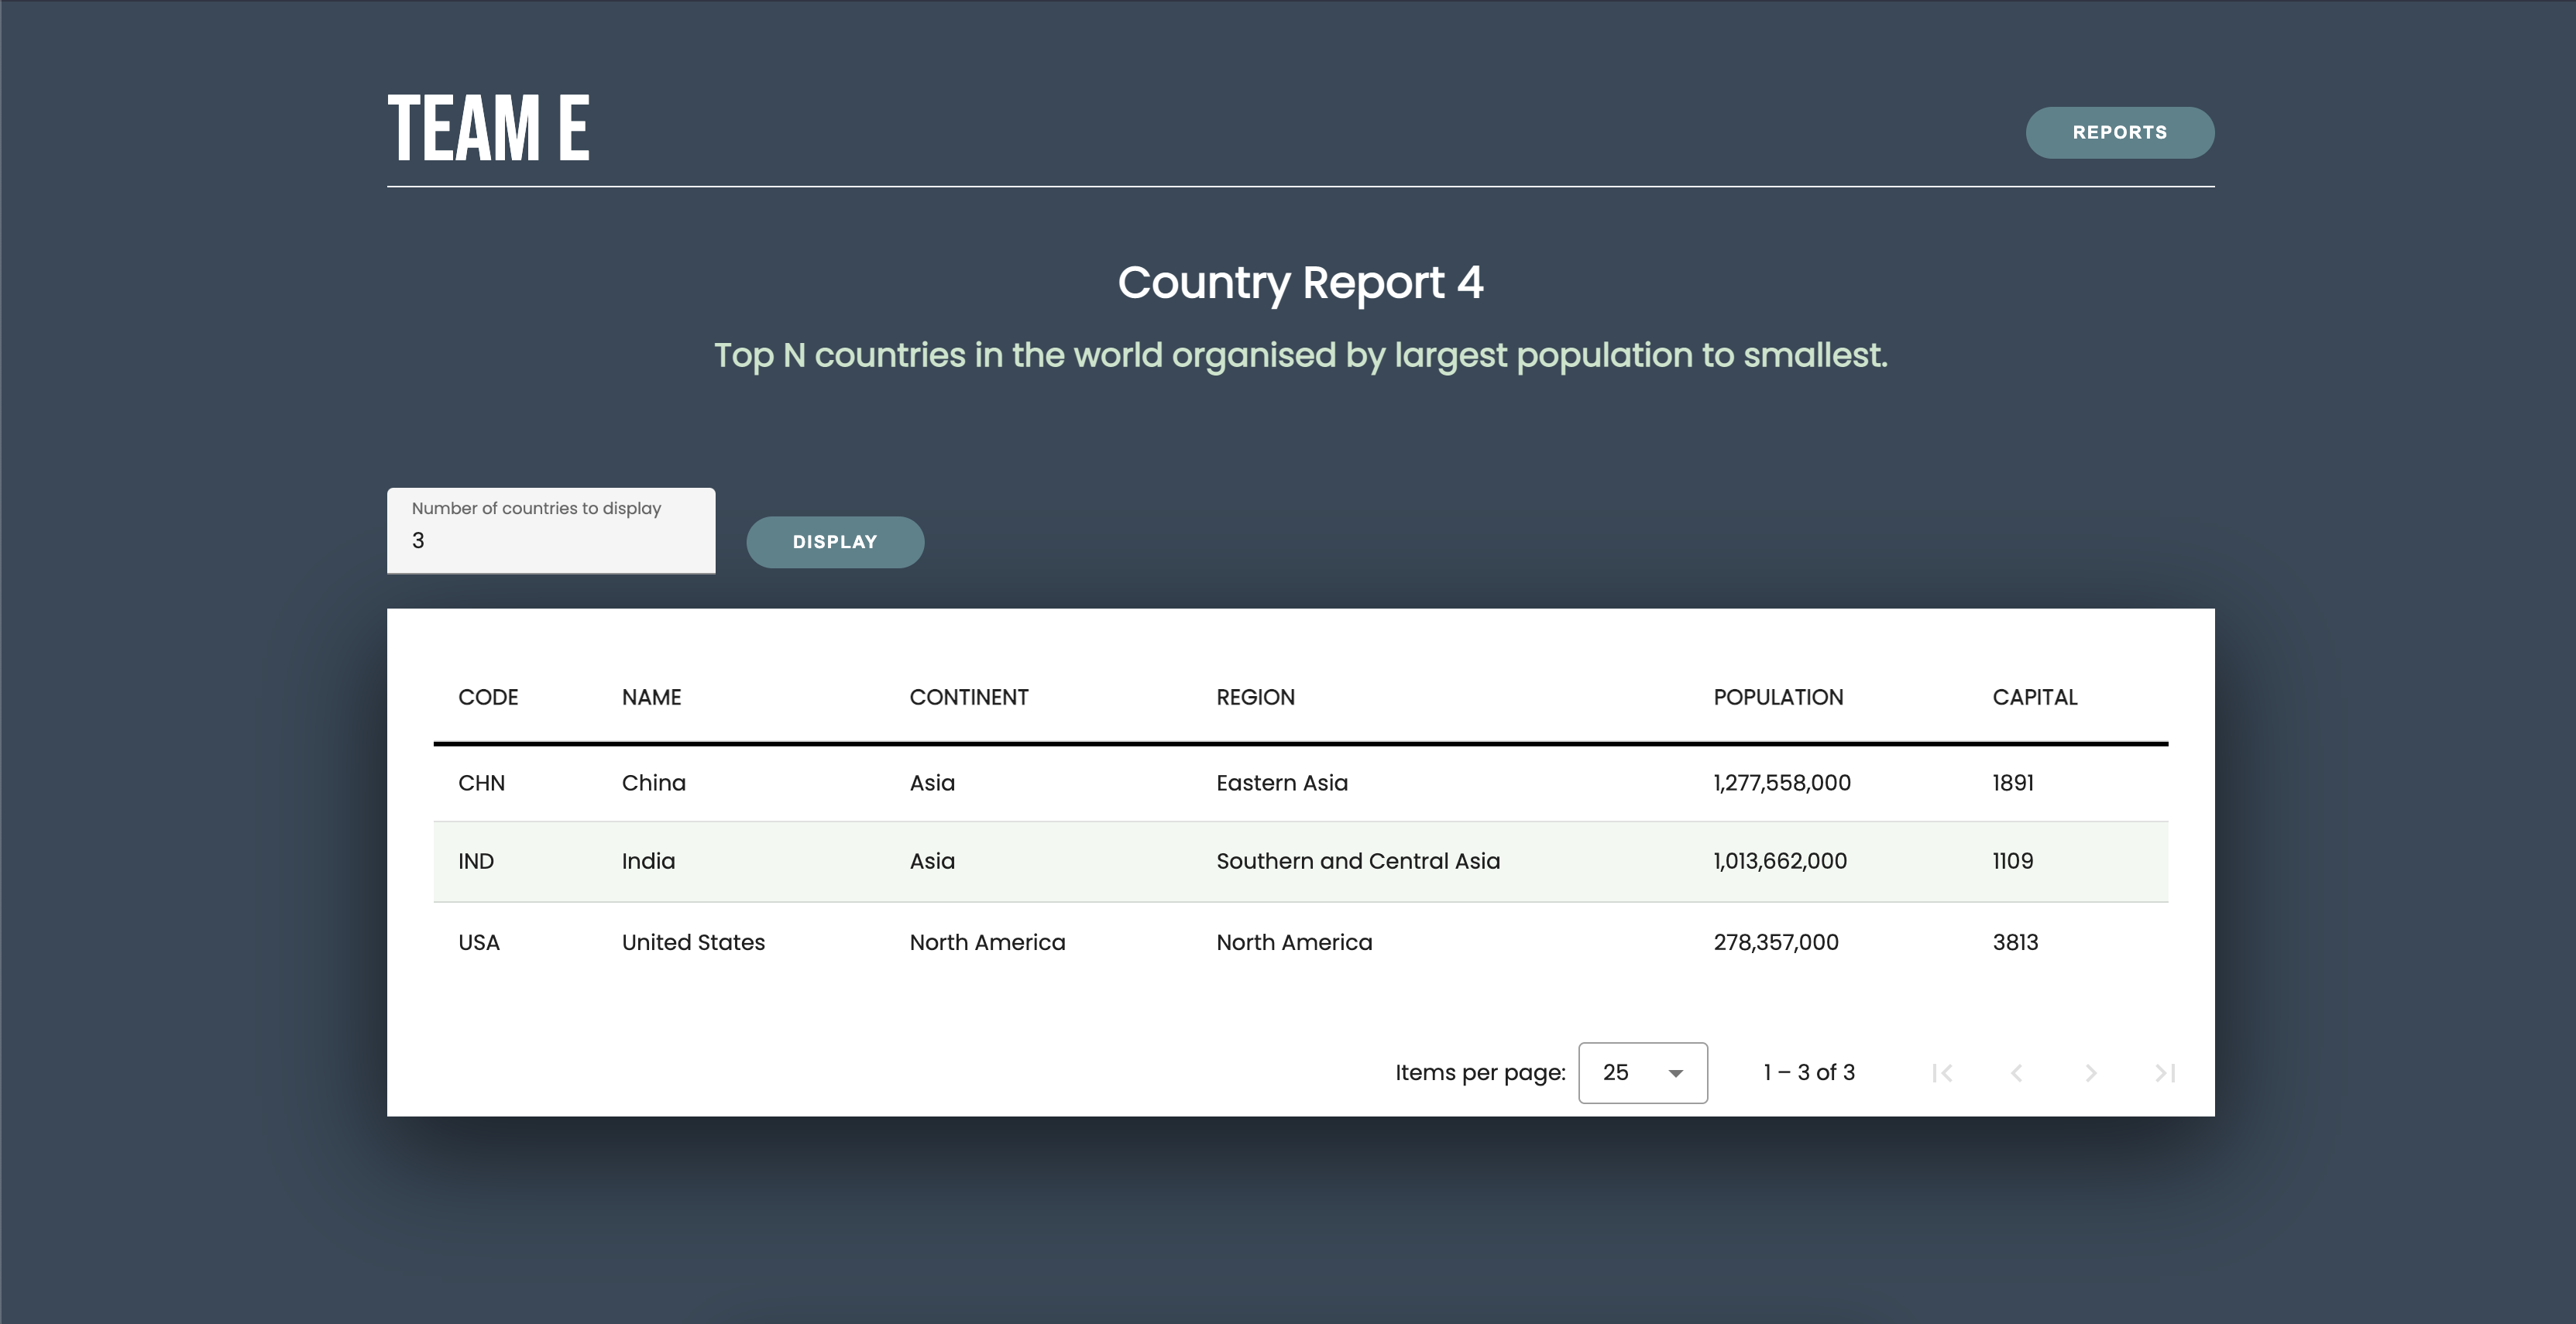 TEAM E
REPORTS
Country Report 4
Top N countries in the world organised by largest population to smallest.
Number of countries to display
3
DISPLAY
CODE NAME CONTINENT REGION POPULATION CAPITAL
CHN China Asia Eastern Asia 1,277,558,000 1891
IND India Asia Southern and Central Asia 1,013,662,000 1109
USA United States North America North America 278,357,000 3813
Items per page: 25 1 – 3 of 3